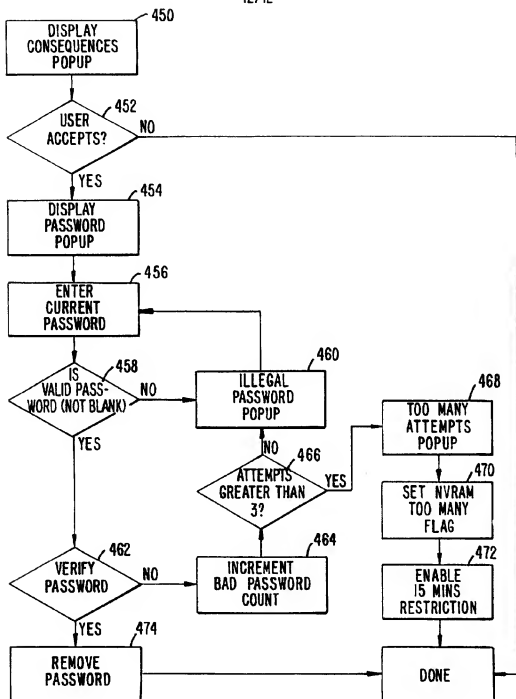 450
DISPLAY
CONSEQUENCES
POPUP
452
USER
ACCEPTS?
NO
YES
454
DISPLAY
PASSWORD
POPUP
456
ENTER
CURRENT
PASSWORD
458
IS
VALID PASS-
WORD (NOT BLANK)
NO
YES
460
ILLEGAL
PASSWORD
POPUP
NO
466
ATTEMPTS
GREATER THAN
3?
YES
468
TOO MANY
ATTEMPTS
POPUP
470
SET NVRAM
TOO MANY
FLAG
472
ENABLE
15 MINS
RESTRICTION
462
VERIFY
PASSWORD
NO
YES
464
INCREMENT
BAD PASSWORD
COUNT
474
REMOVE
PASSWORD
DONE